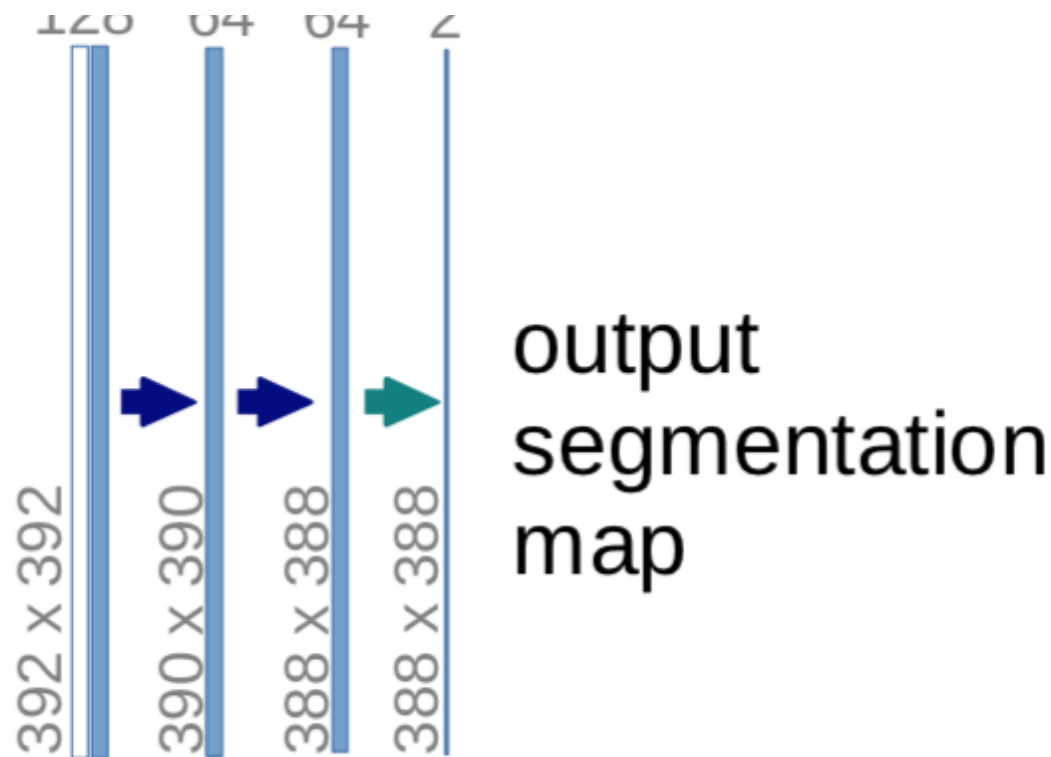 128 64 64 2
output
segmentation
map
392 x 392
390 x 390
388 x 388
388 x 388